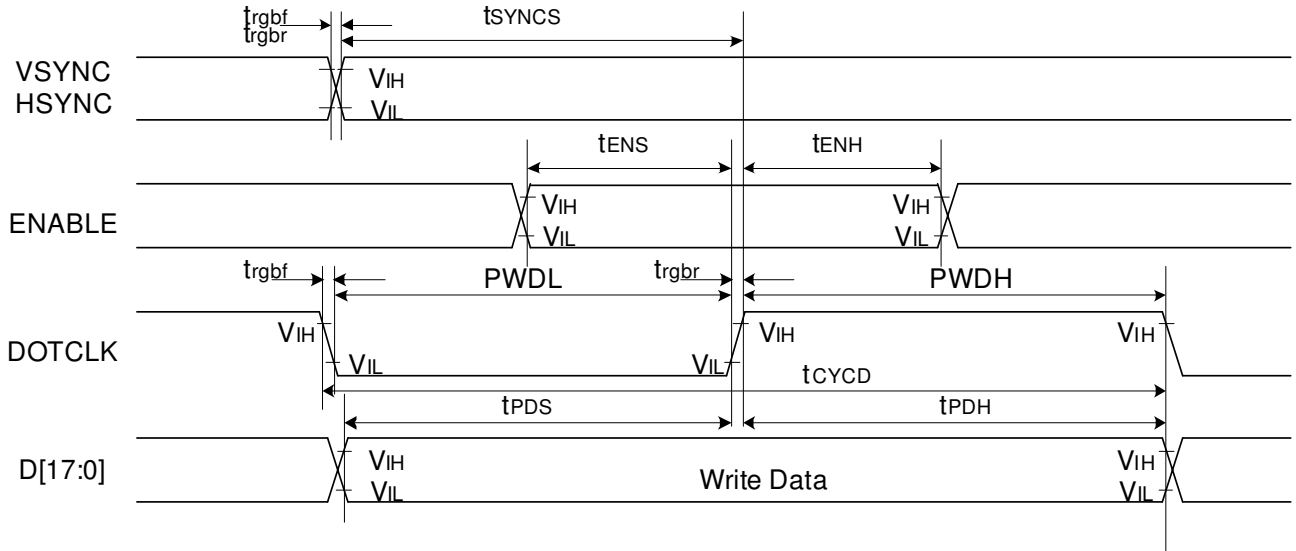 trgbf
trgbr
tSYNCS
VSYNC
HSYNC
VIH
VIL
tENS
tENH
ENABLE
VIH
VIL
VIH
VIL
trgbf
PWDL
trgbr
PWDH
DOTCLK
VIH
VIL
VIL
VIH
VIH
tCYCD
tPDS
tPDH
D[17:0]
VIH
VIL
Write Data
VIH
VIL